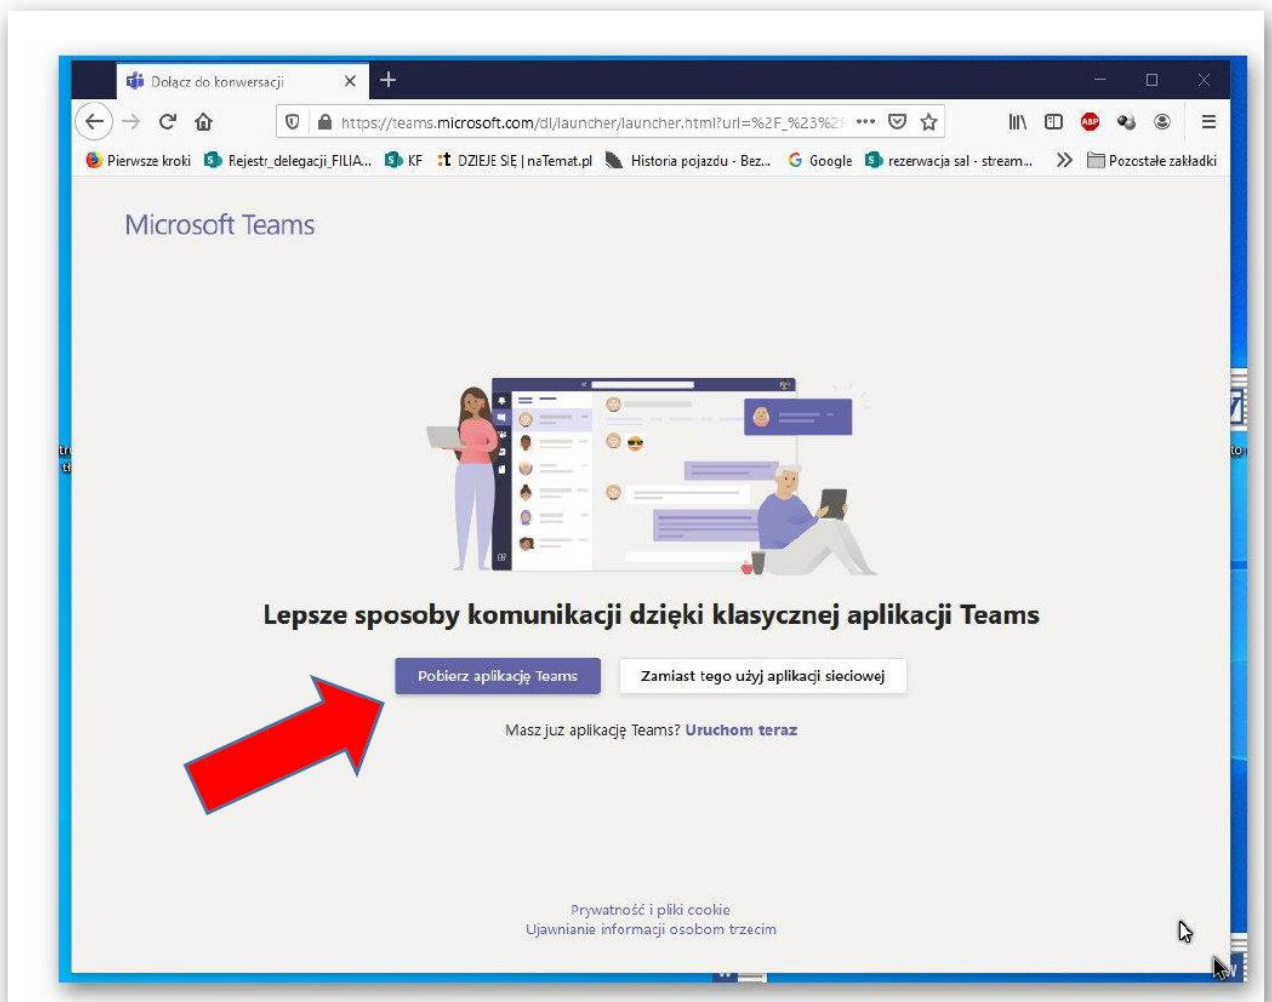 Dołącz do konwersacji
https://teams.microsoft.com/dl/launcher/launcher.html?url=%2F_%23%2F
Pierwsze kroki Rejestr_delegacji_FILIA... KF DZIEJE SIĘ | naTemat.pl Historia pojazdu - Bez... Google rezerwacja sal - stream... Pozostałe zakładki
Microsoft Teams
Lepsze sposoby komunikacji dzięki klasycznej aplikacji Teams
Pobierz aplikację Teams Zamiast tego użyj aplikacji sieciowej
Masz już aplikację Teams? Uruchom teraz
Prywatność i pliki cookie
Ujawnianie informacji osobom trzecim